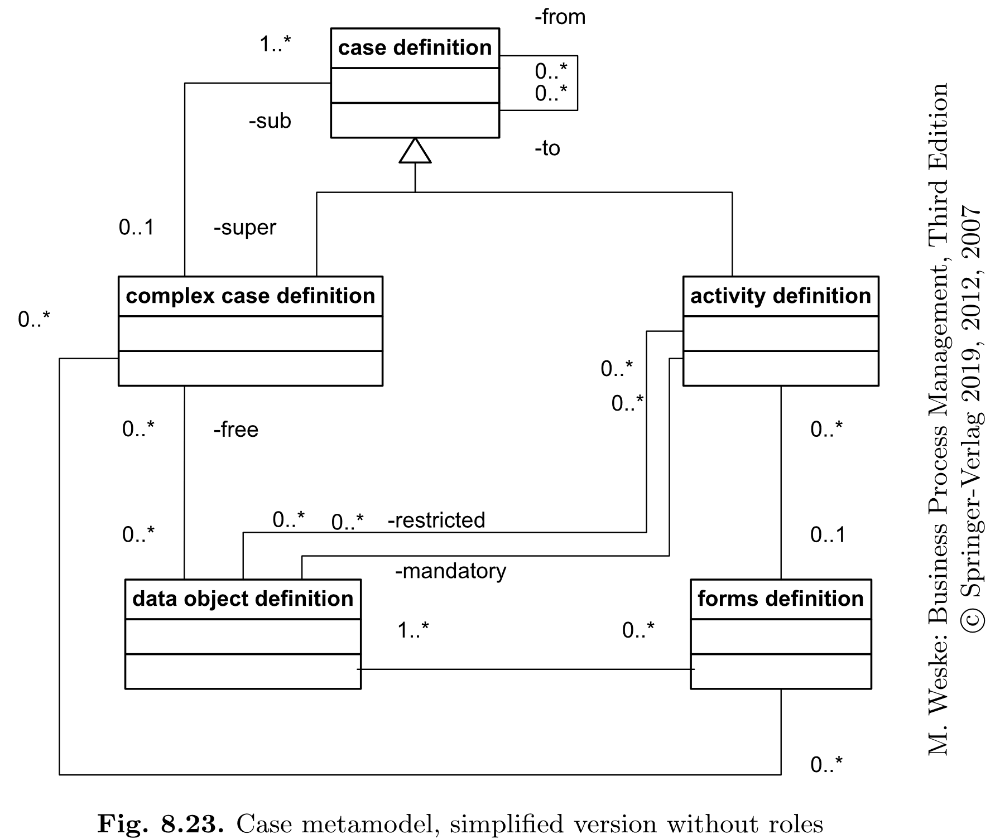 -from
1..*
case definition
0..*
0..*
-sub
-to
0..1
-super
complex case definition
activity definition
0..*
0..*
0..*
0..*
-free
0..*
0..*
0..*
-restricted
0..*
0..1
-mandatory
data object definition
forms definition
1..*
0..*
0..*
Fig. 8.23. Case metamodel, simplified version without roles
M. Weske: Business Process Management, Third Edition
© Springer-Verlag 2019, 2012, 2007